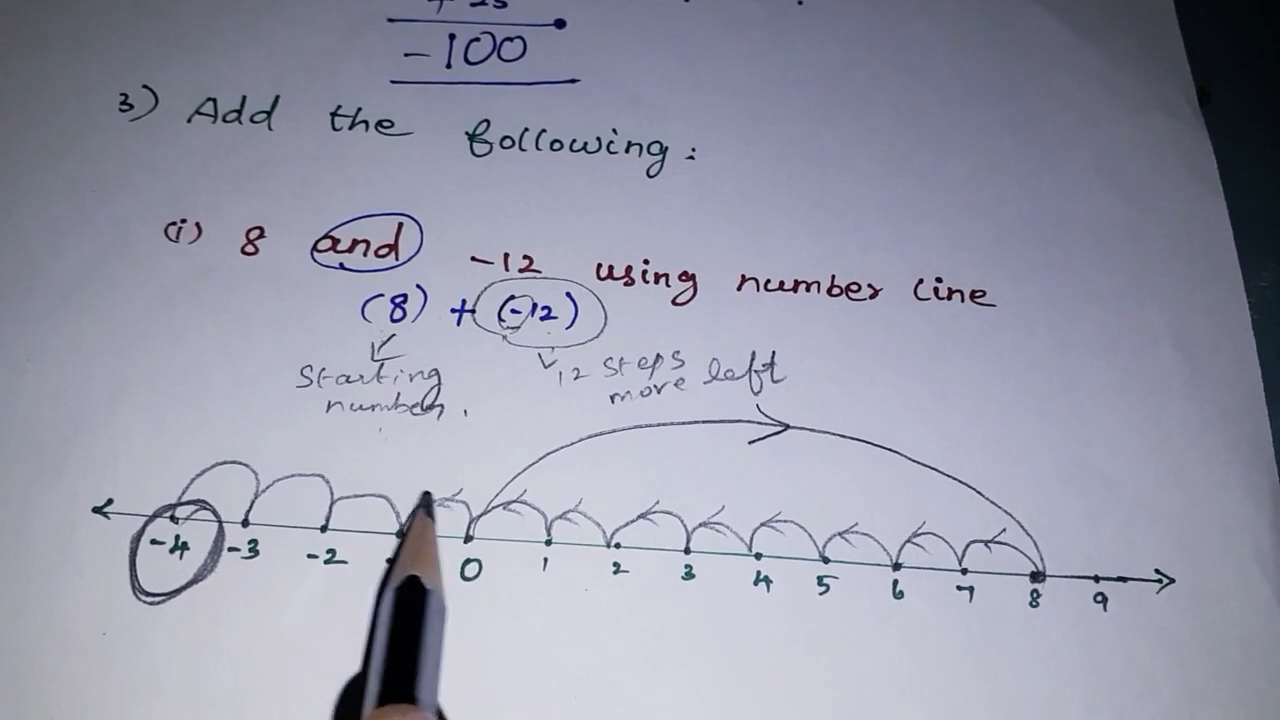 + 25
-100
3) Add the following:
(i) 8 and -12 using number line
(8) + (-12)
Starting number.
12 steps more left
-4 -3 -2 0 1 2 3 4 5 6 7 8 9